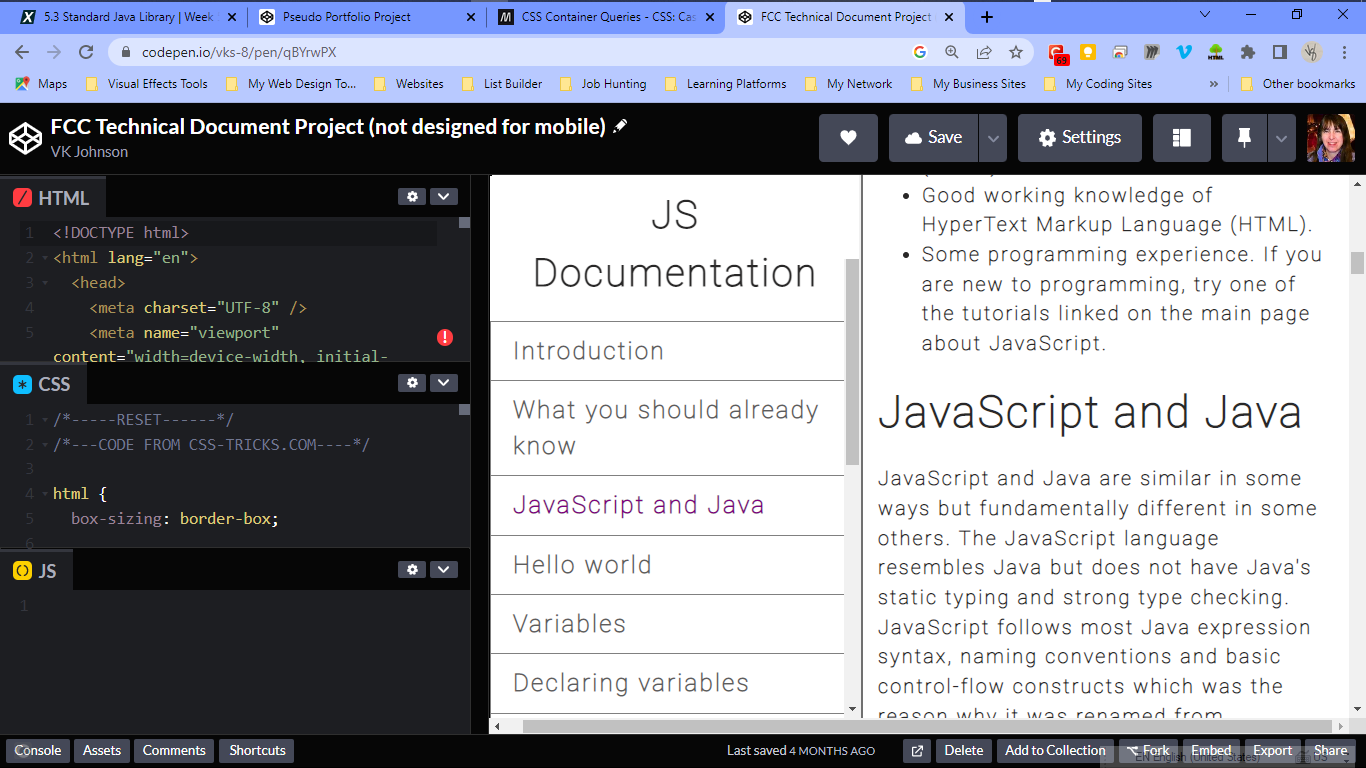 5.3 Standard Java Library | Week
Pseudo Portfolio Project
CSS Container Queries - CSS: Cas
FCC Technical Document Project
codepen.io/vks-8/pen/qBYrwPX
69
HTML
Maps
Visual Effects Tools
My Web Design To...
Websites
List Builder
Job Hunting
Learning Platforms
My Network
My Business Sites
My Coding Sites
»
Other bookmarks
FCC Technical Document Project (not designed for mobile)
VK Johnson
Save
Settings
HTML
1 <!DOCTYPE html>
2 <html lang="en">
3 <head>
4 <meta charset="UTF-8" />
5 <meta name="viewport"
content="width=device-width, initial-
CSS
1 /*-----RESET------*/
2 /*---CODE FROM CSS-TRICKS.COM----*/
3
4 html {
5 box-sizing: border-box;
6
JS
1
JS
Documentation
Introduction
What you should already
know
JavaScript and Java
Hello world
Variables
Declaring variables
Good working knowledge of
HyperText Markup Language (HTML).
Some programming experience. If you
are new to programming, try one of
the tutorials linked on the main page
about JavaScript.
JavaScript and Java
JavaScript and Java are similar in some
ways but fundamentally different in some
others. The JavaScript language
resembles Java but does not have Java's
static typing and strong type checking.
JavaScript follows most Java expression
syntax, naming conventions and basic
control-flow constructs which was the
reason why it was renamed from
Console
Assets
Comments
Shortcuts
Last saved 4 MONTHS AGO
Delete
Add to Collection
Fork
Embed
Export
Share
EN English (United States)
US